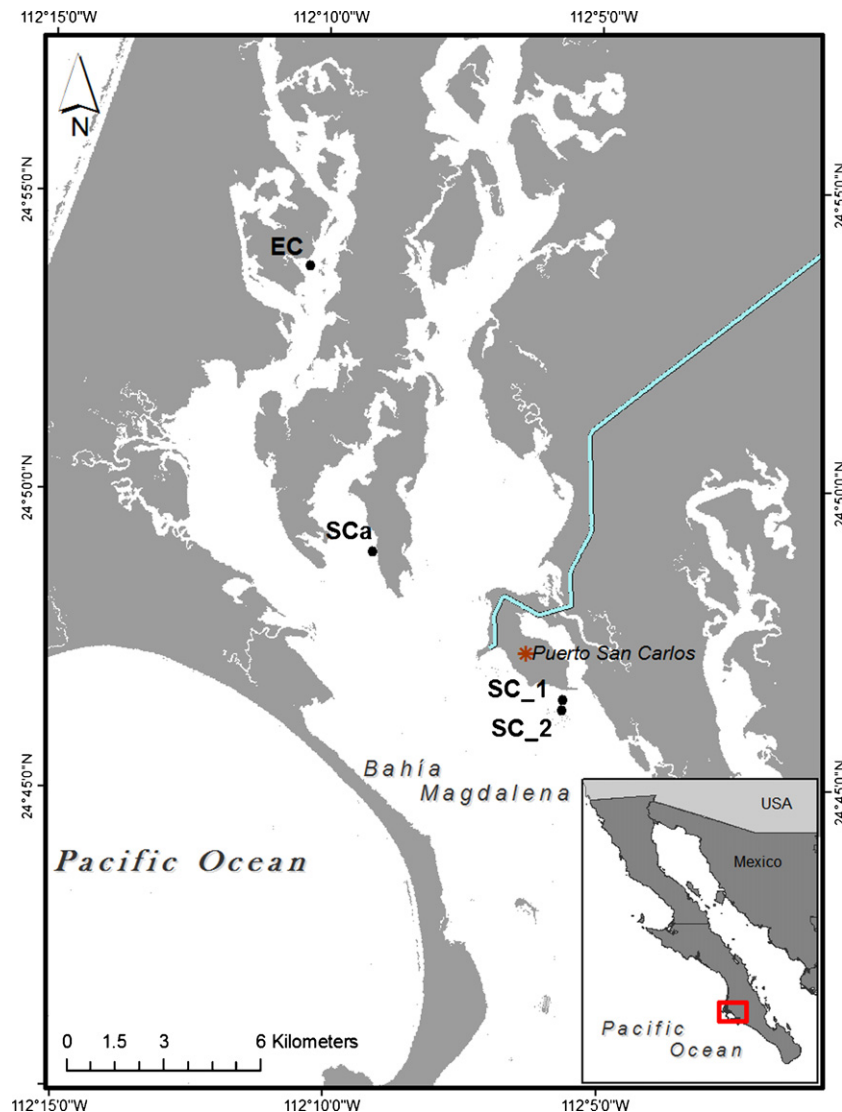 112°15'0"W 112°10'0"W 112°5'0"W
N
24°55'0"N
24°55'0"N
EC
24°50'0"N
24°50'0"N
SCa
Puerto San Carlos
SC_1
SC_2
24°45'0"N
24°45'0"N
Bahía
Magdalena
Pacific Ocean
USA
Mexico
Pacific
Ocean
0 1.5 3 6 Kilometers
112°15'0"W 112°10'0"W 112°5'0"W